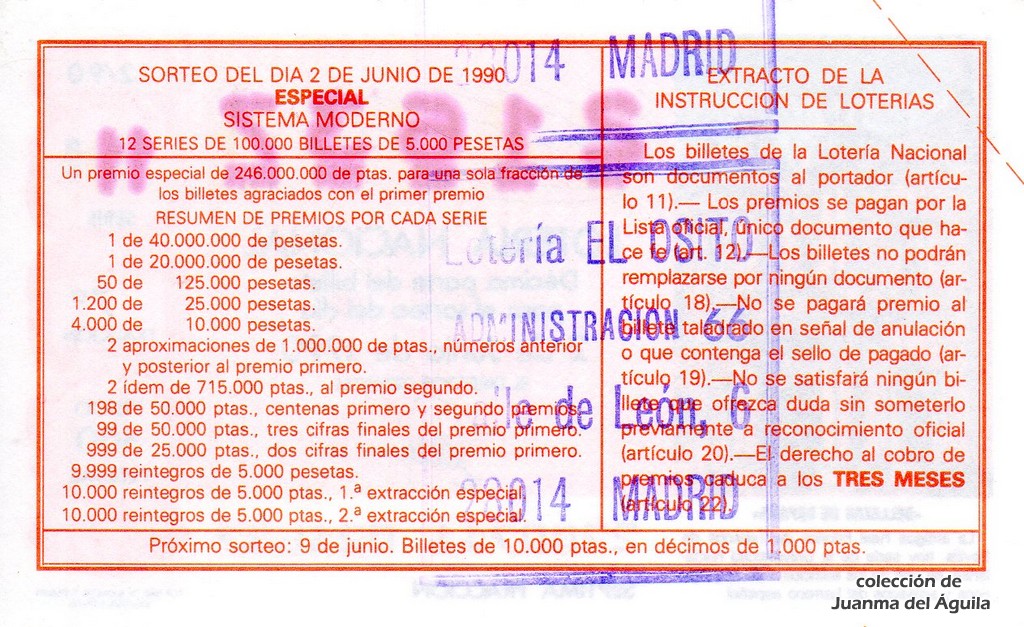 SORTEO DEL DIA 2 DE JUNIO DE 1990
ESPECIAL
SISTEMA MODERNO
12 SERIES DE 100.000 BILLETES DE 5.000 PESETAS
Un premio especial de 246.000.000 de ptas. para una sola fracción de
los billetes agraciados con el primer premio
RESUMEN DE PREMIOS POR CADA SERIE
1 de 40.000.000 de pesetas.
1 de 20.000.000 de pesetas.
50 de 125.000 de pesetas.
1.200 de 25.000 de pesetas.
4.000 de 10.000 pesetas.
2 aproximaciones de 1.000.000 de ptas., números anterior
y posterior al premio primero.
2 ídem de 715.000 ptas., al premio segundo.
198 de 50.000 ptas., centenas primero y segundo premios.
99 de 50.000 ptas., tres cifras finales del premio primero.
999 de 25.000 ptas., dos cifras finales del premio primero.
9.999 reintegros de 5.000 pesetas.
10.000 reintegros de 5.000 ptas., 1.ª extracción especial.
10.000 reintegros de 5.000 ptas., 2.ª extracción especial.
EXTRACTO DE LA
INSTRUCCION DE LOTERIAS
Los billetes de la Lotería Nacional
son documentos al portador (artícu-
lo 11).— Los premios se pagan por la
Lista oficial, único documento que ha-
ce fe (art. 12).—Los billetes no podrán
remplazarse por ningún documento (ar-
tículo 18).—No se pagará premio al
billete taladrado en señal de anulación
o que contenga el sello de pagado (ar-
tículo 19).—No se satisfará ningún bi-
llete que ofrezca duda sin someterlo
previamente a reconocimiento oficial
(artículo 20).—El derecho al cobro de
premios caduca a los TRES MESES
(artículo 22).
Próximo sorteo: 9 de junio. Billetes de 10.000 ptas., en décimos de 1.000 ptas.
28014 MADRID
Lotería EL OSITO
ADMINISTRACIÓN 66
de León, 6
28014 MADRID
colección de
Juanma del Águila